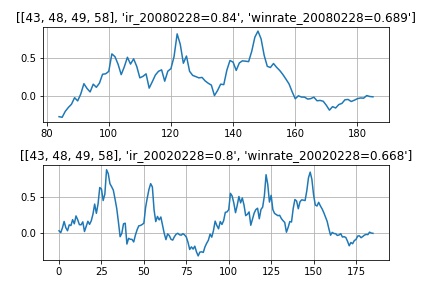 [[43, 48, 49, 58], 'ir_20080228=0.84', 'winrate_20080228=0.689']
0.5
0.0
80 100 120 140 160 180
[[43, 48, 49, 58], 'ir_20020228=0.8', 'winrate_20020228=0.668']
0.5
0.0
0 25 50 75 100 125 150 175